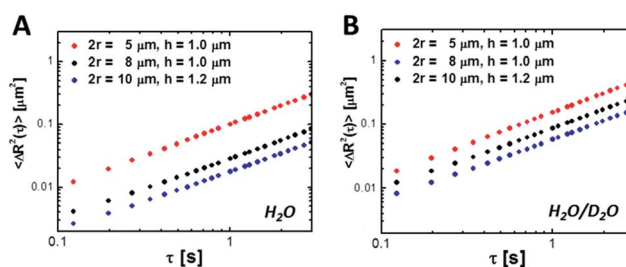 A
2r = 5 μm, h = 1.0 μm
2r = 8 μm, h = 1.0 μm
2r = 10 μm, h = 1.2 μm
<ΔR²(τ)> [μm²]
1
0.1
0.01
H₂O
0.1
1
τ [s]
B
2r = 5 μm, h = 1.0 μm
2r = 8 μm, h = 1.0 μm
2r = 10 μm, h = 1.2 μm
<ΔR²(τ)> [μm²]
1
0.1
0.01
H₂O/D₂O
0.1
1
τ [s]